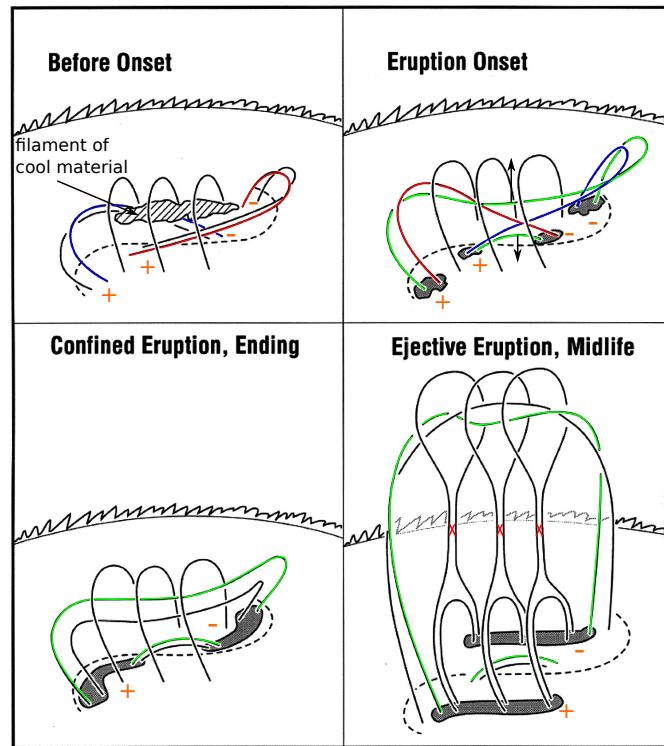 Before Onset
filament of
cool material
-
-
+
+
Eruption Onset
-
-
+
+
Confined Eruption, Ending
-
+
Ejective Eruption, Midlife
x x x
-
+